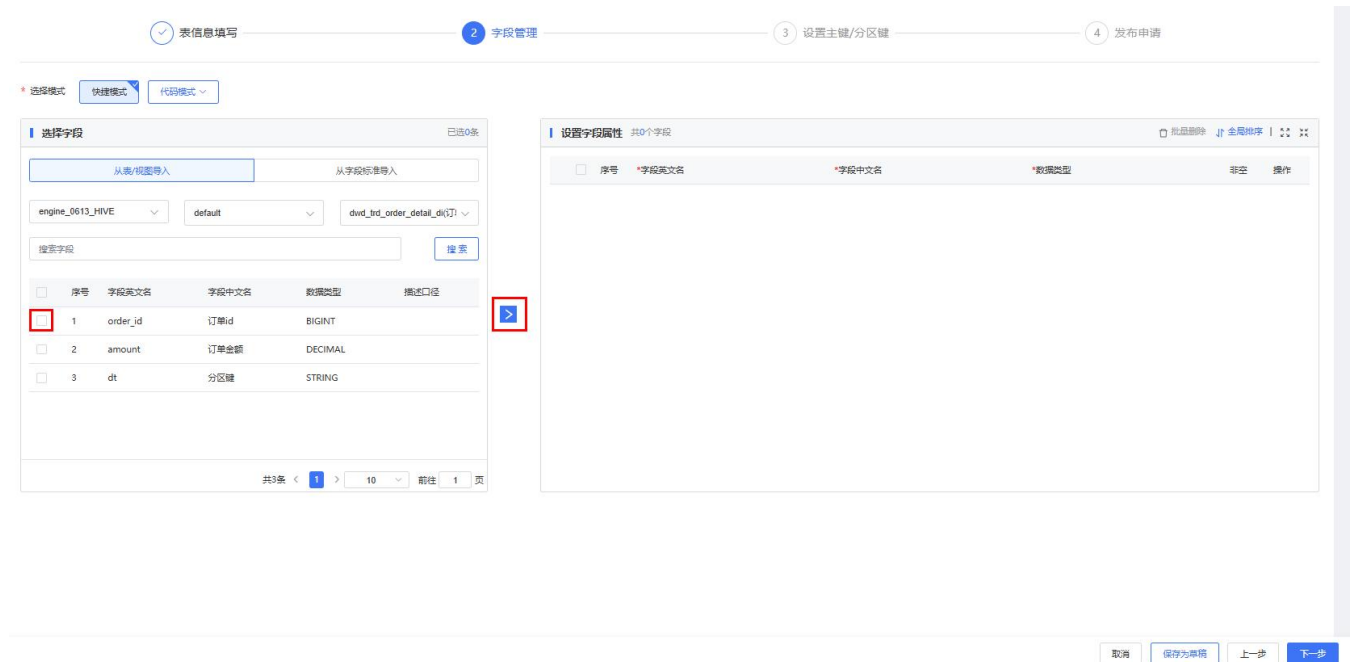 表信息填写
2 字段管理
3 设置主键/分区键
4 发布申请
* 选择模式 快捷模式 代码模式
选择字段 已选0条
从表/视图导入 从字段标准导入
engine_0613_HIVE default dwd_trd_order_detail_di(订
搜索字段 搜索
序号 字段英文名 字段中文名 数据类型 描述口径
1 order_id 订单id BIGINT
2 amount 订单金额 DECIMAL
3 dt 分区键 STRING
共3条 < 1 > 10 前往 1 页
>
设置字段属性 共0个字段 批量删除 全局排序
序号 *字段英文名 *字段中文名 *数据类型 非空 操作
取消 保存为草稿 上一步 下一步